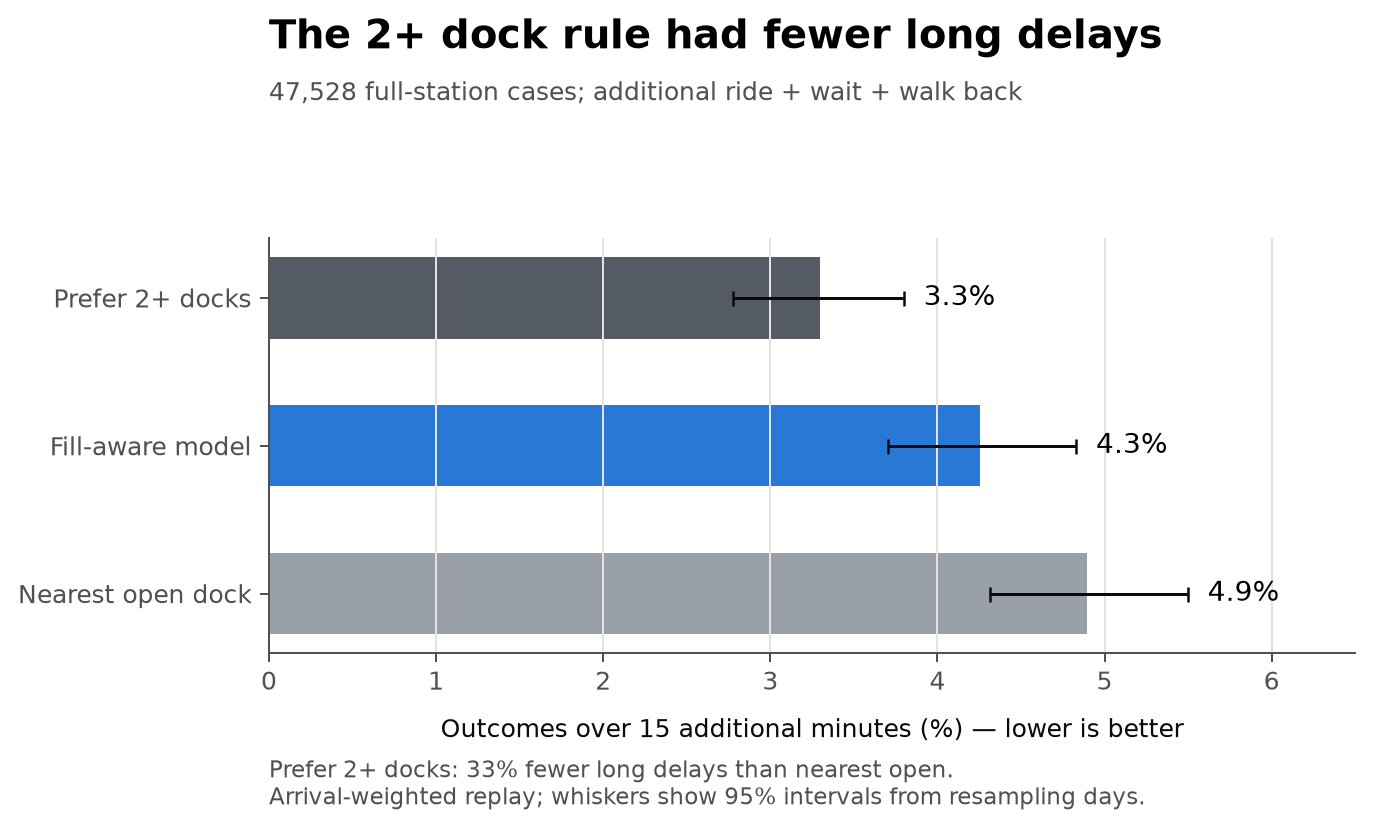 The 2+ dock rule had fewer long delays
47,528 full-station cases; additional ride + wait + walk back
Prefer 2+ docks
3.3%
Fill-aware model
4.3%
Nearest open dock
4.9%
0 1 2 3 4 5 6
Outcomes over 15 additional minutes (%) — lower is better
Prefer 2+ docks: 33% fewer long delays than nearest open.
Arrival-weighted replay; whiskers show 95% intervals from resampling days.